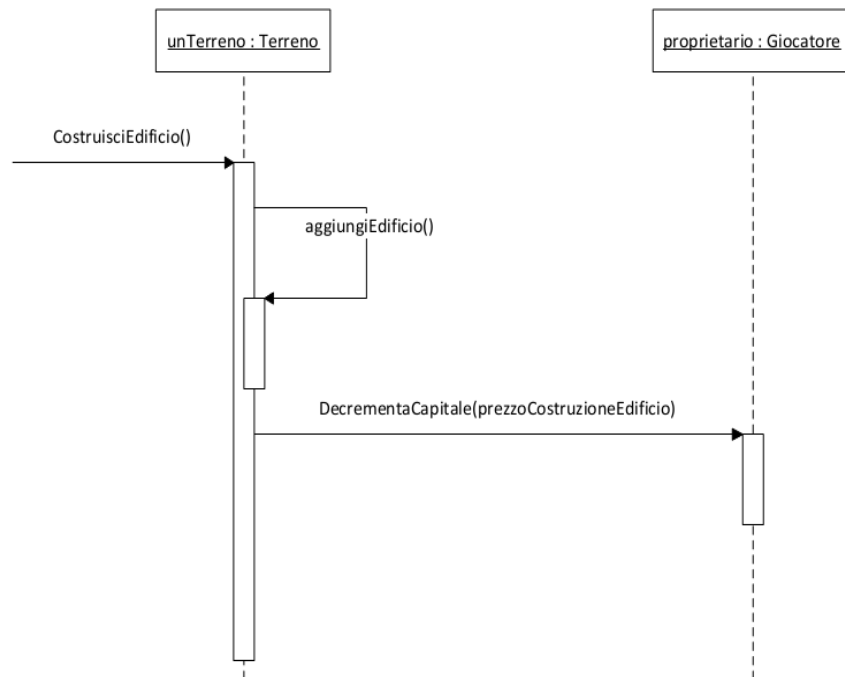 unTerreno : Terreno
proprietario : Giocatore
CostruisciEdificio()
aggiungiEdificio()
DecrementaCapitale(prezzoCostruzioneEdificio)